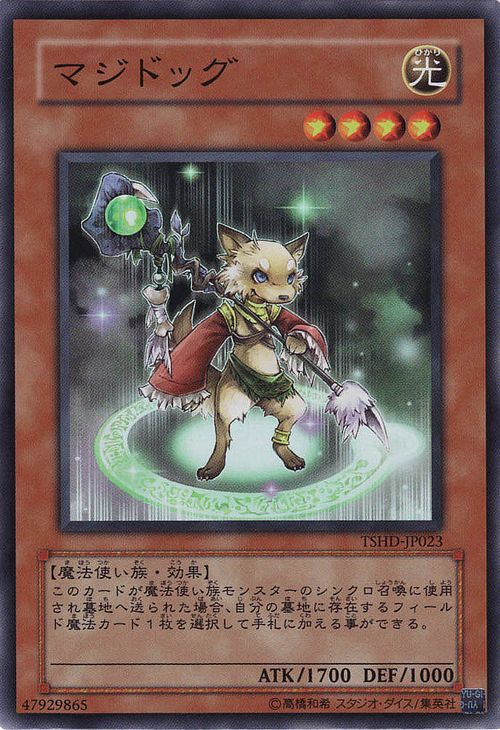 マジドッグ
ひかり
光
TSHD-JP023
【魔法使い族・効果】
このカードが魔法使い族モンスターのシンクロ召喚に使用
され墓地へ送られた場合、自分の墓地に存在するフィール
ド魔法カード１枚を選択して手札に加える事ができる。
ATK/1700 DEF/1000
47929865
©高橋和希 スタジオ・ダイス/集英社